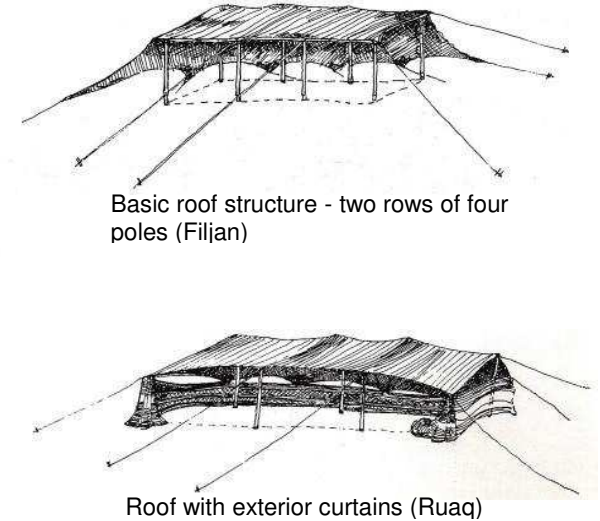 Basic roof structure - two rows of four
poles (Filjan)
Roof with exterior curtains (Ruaq)